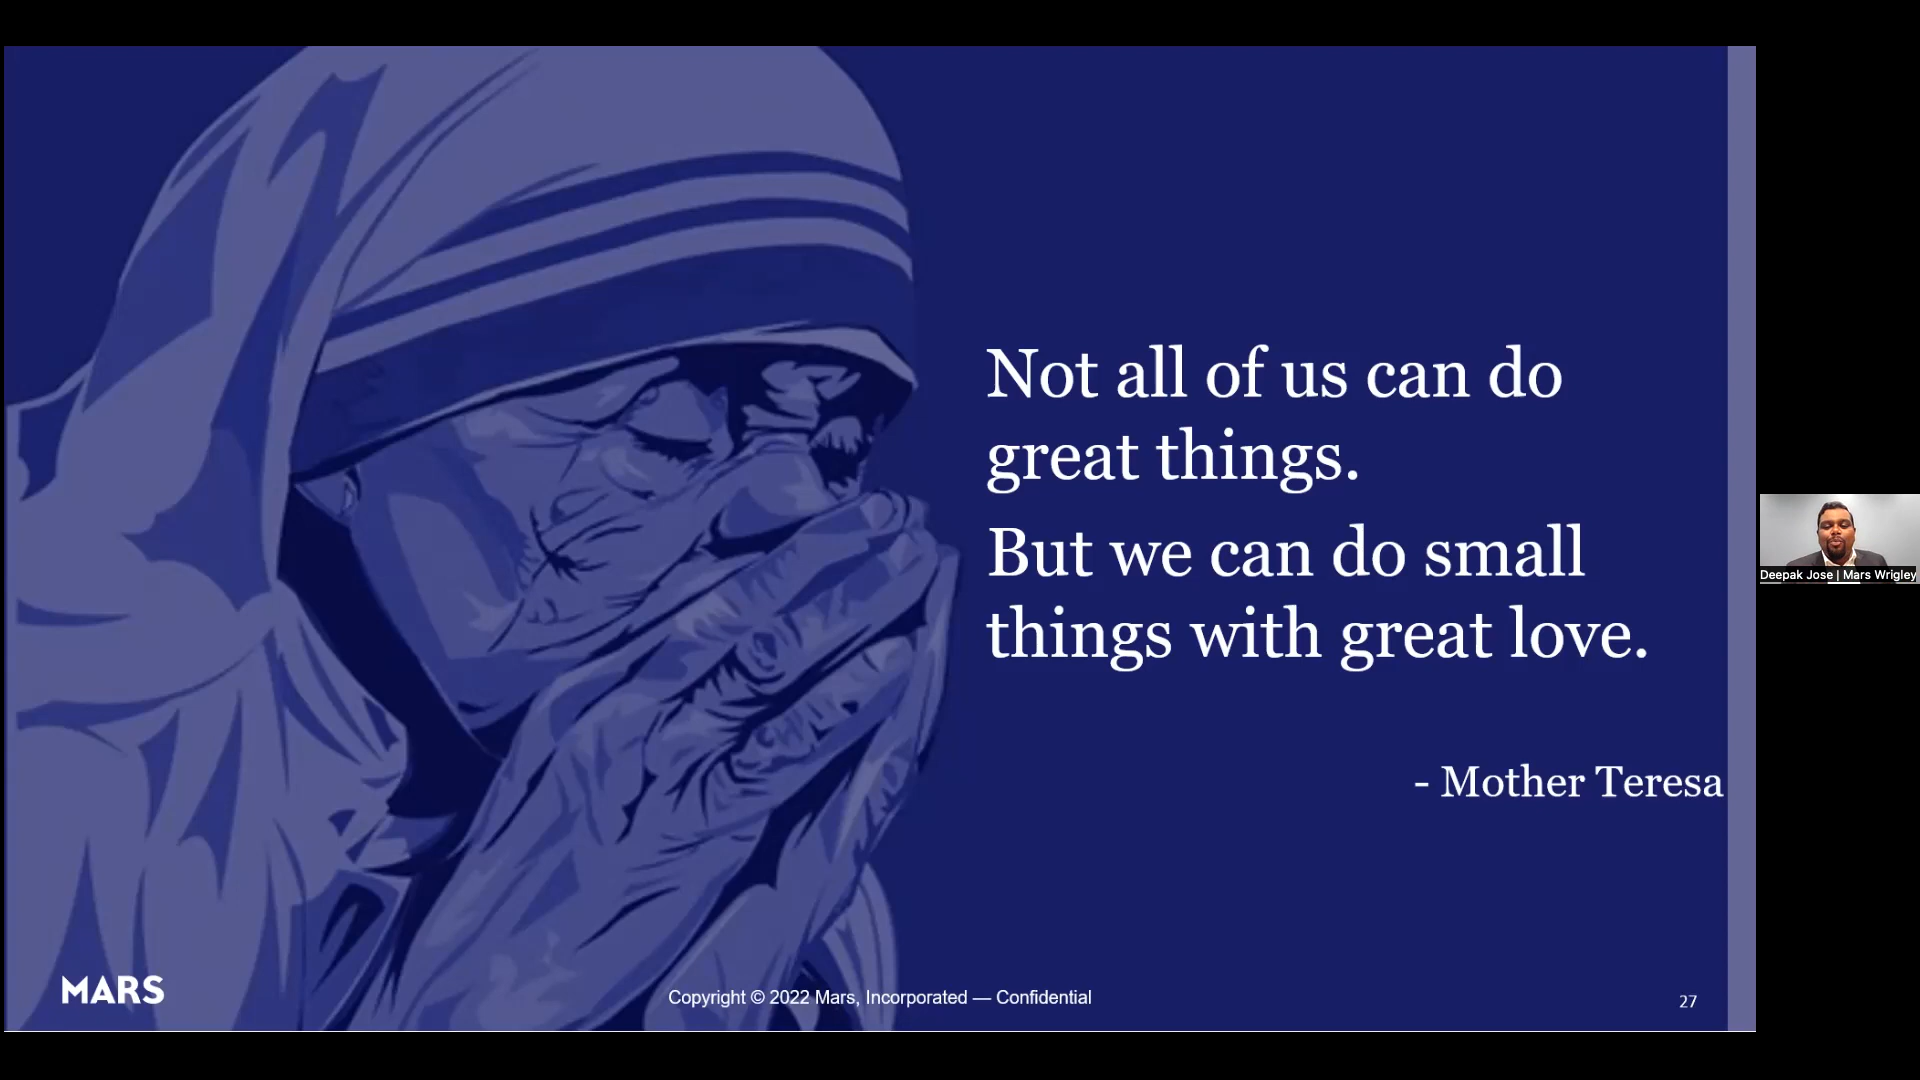 Not all of us can do
great things.
But we can do small
things with great love.
- Mother Teresa
Deepak Jose | Mars Wrigley
MARS
Copyright © 2022 Mars, Incorporated — Confidential
27